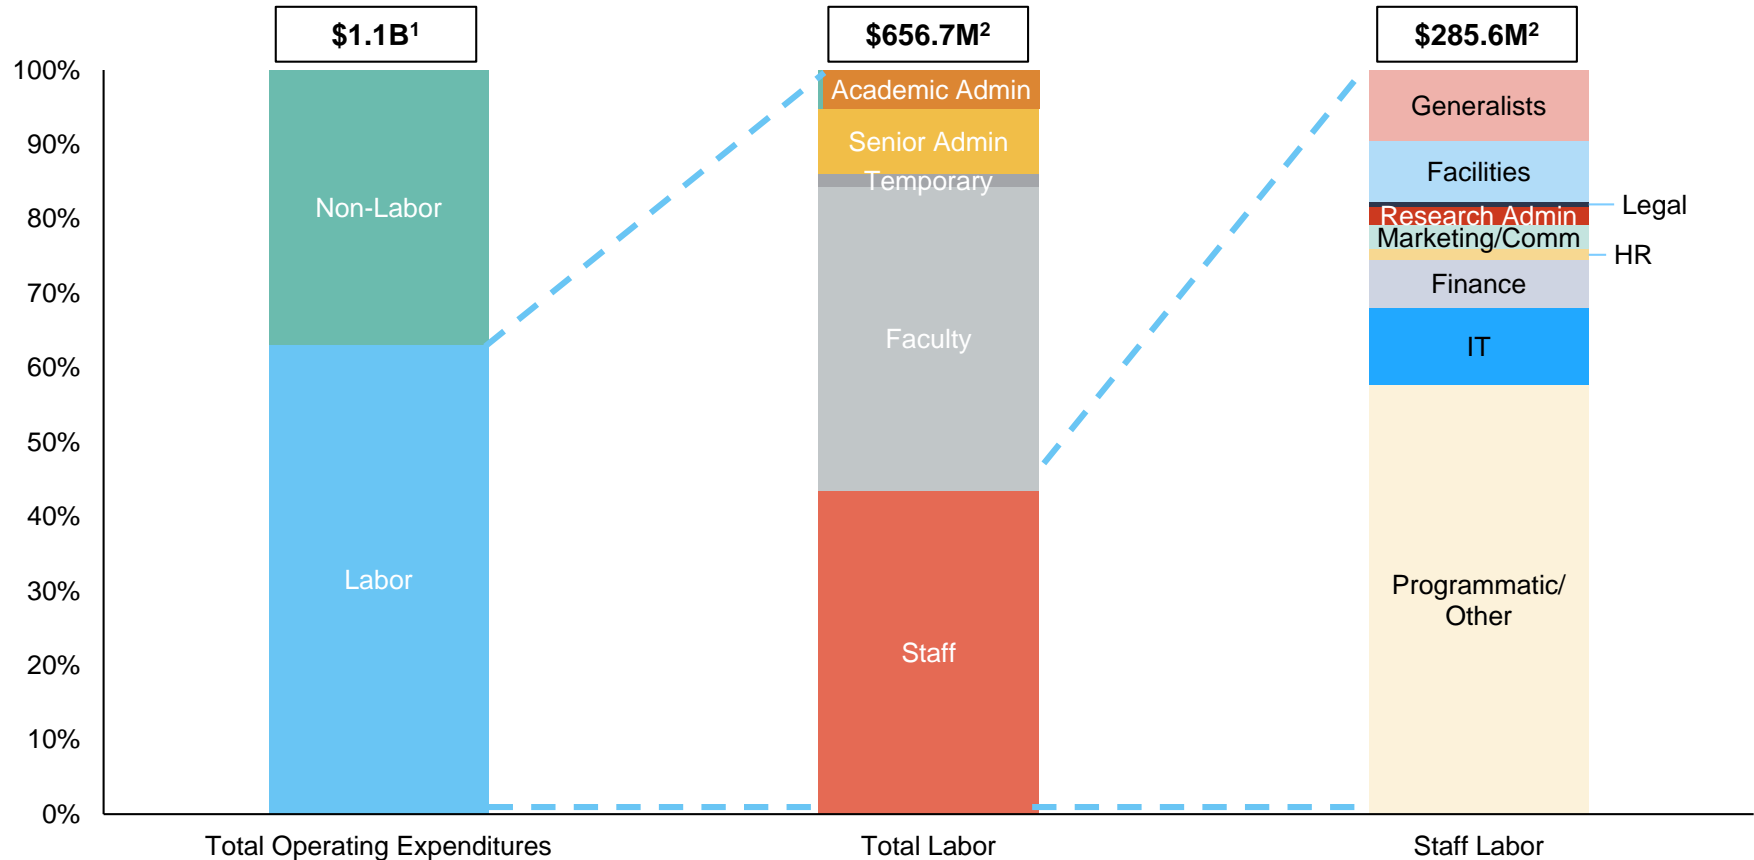 $1.1B¹
$656.7M²
$285.6M²
100%
90%
80%
70%
60%
50%
40%
30%
20%
10%
0%
Non-Labor
Labor
Academic Admin
Senior Admin
Temporary
Faculty
Staff
Generalists
Facilities
Legal
Research Admin
Marketing/Comm
HR
Finance
IT
Programmatic/
Other
Total Operating Expenditures
Total Labor
Staff Labor